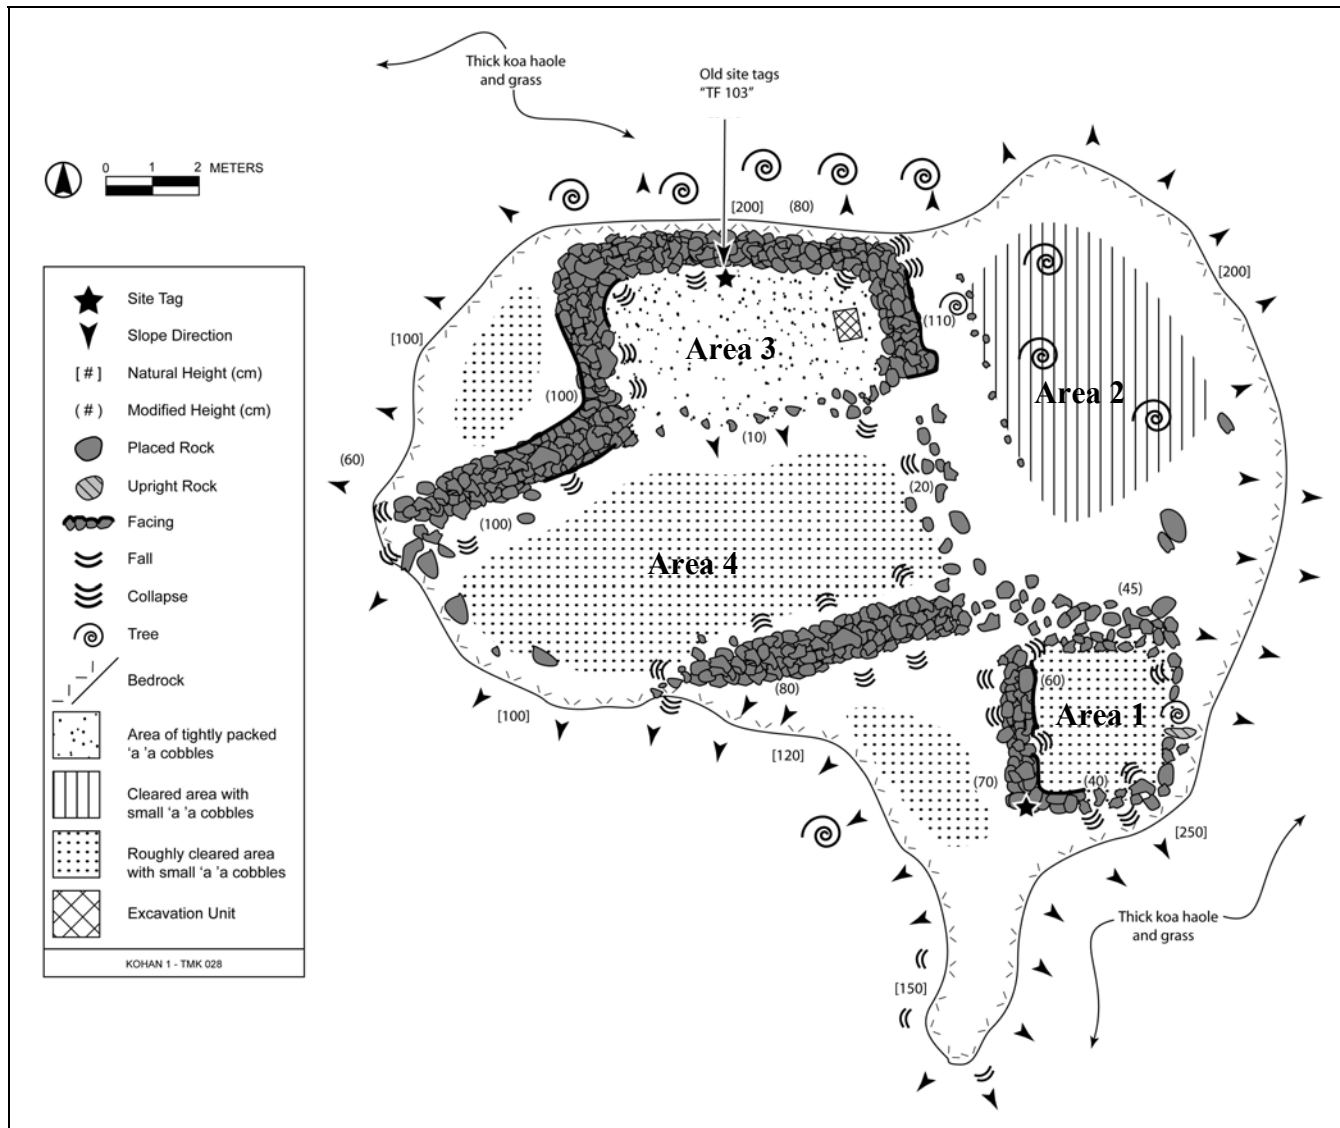 Thick koa haole
and grass
Old site tags
“TF 103”
0 1 2 METERS
[200] (80)
[200]
[100]
(110)
Area 3
Area 2
(100)
(10)
(60)
(20)
(100)
Area 4
(45)
(60)
(80)
Area 1
[100]
[120]
(70)
(40)
[250]
Thick koa haole
and grass
[150]
Site Tag
Slope Direction
[ # ] Natural Height (cm)
( # ) Modified Height (cm)
Placed Rock
Upright Rock
Facing
Fall
Collapse
Tree
Bedrock
Area of tightly packed
‘a ’a cobbles
Cleared area with
small ‘a ’a cobbles
Roughly cleared area
with small ‘a ’a cobbles
Excavation Unit
KOHAN 1 - TMK 028